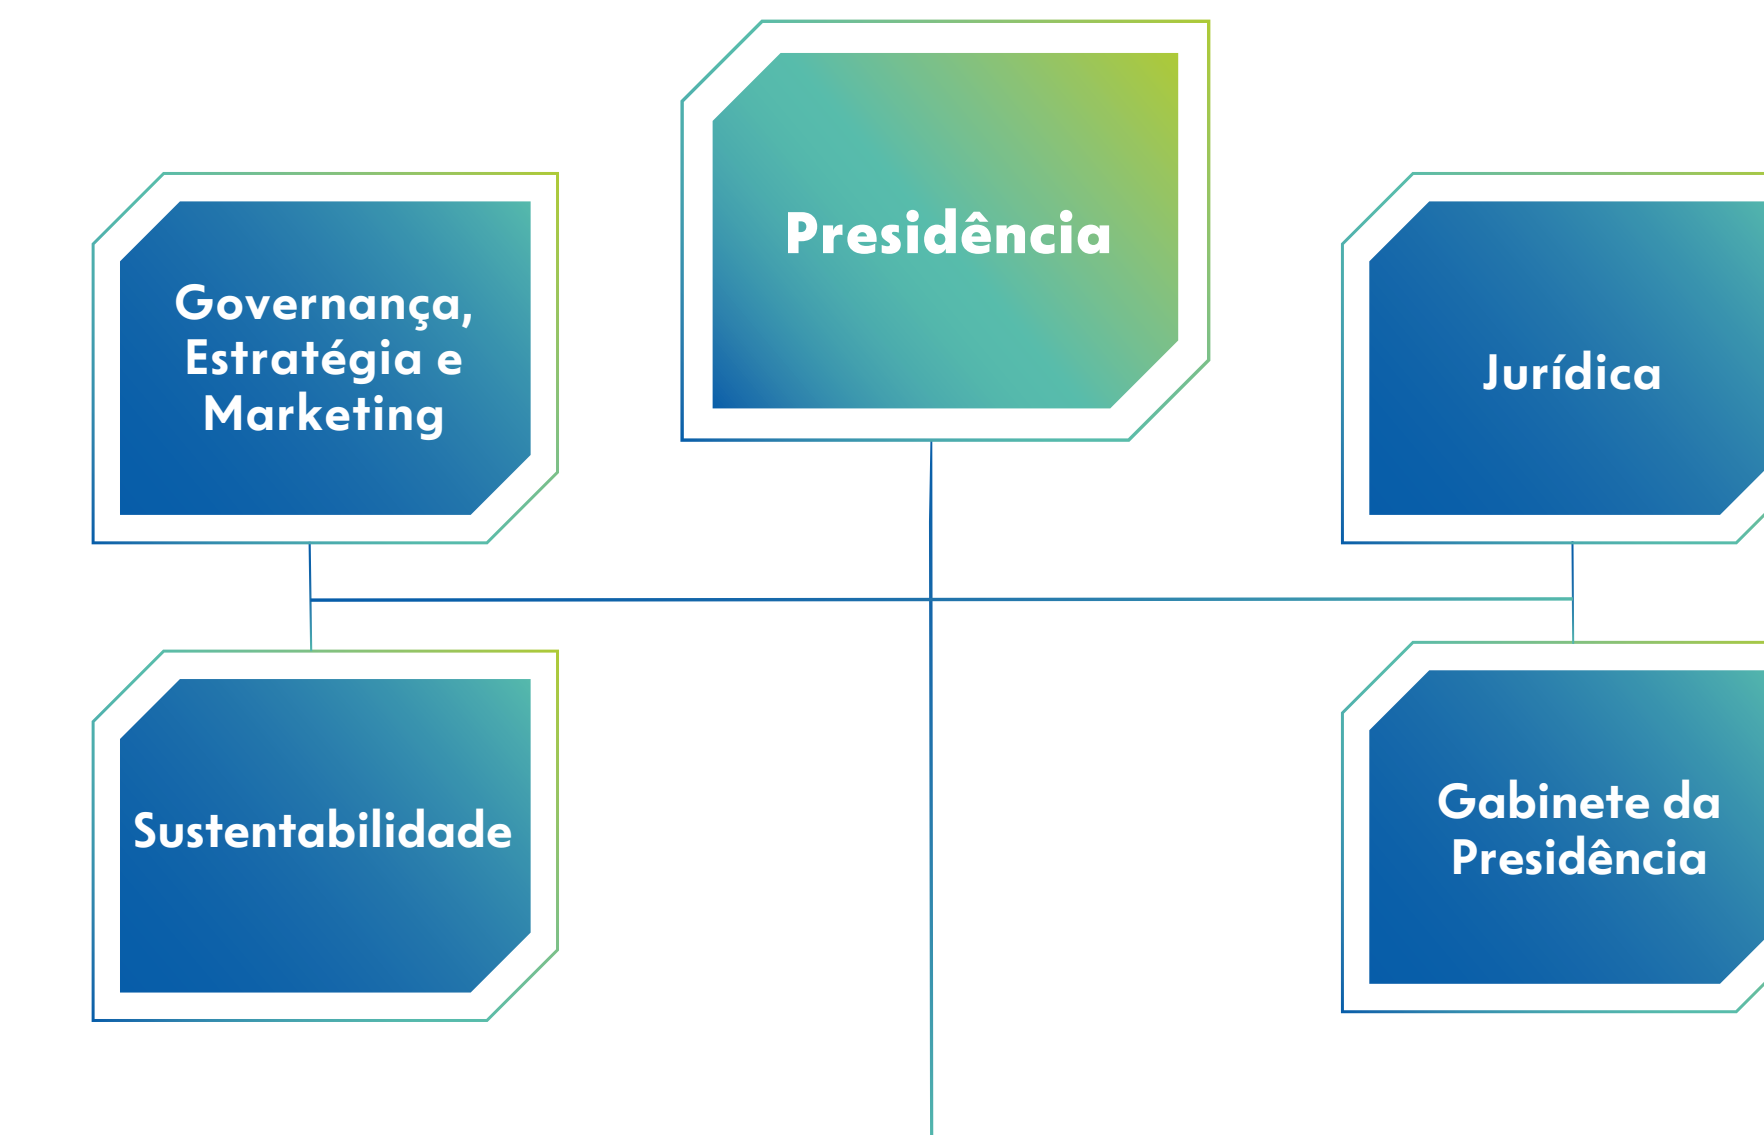 Presidência
Governança,
Estratégia e
Marketing
Jurídica
Sustentabilidade
Gabinete da
Presidência